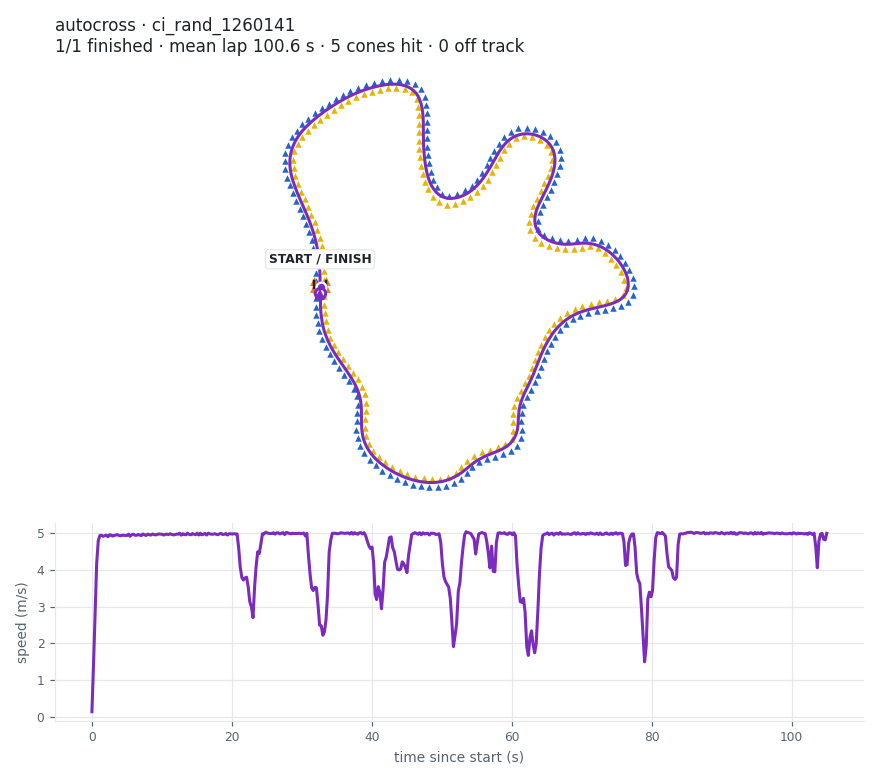 autocross · ci_rand_1260141
1/1 finished · mean lap 100.6 s · 5 cones hit · 0 off track
START / FINISH
5
4
3
2
1
0
speed (m/s)
0 20 40 60 80 100
time since start (s)